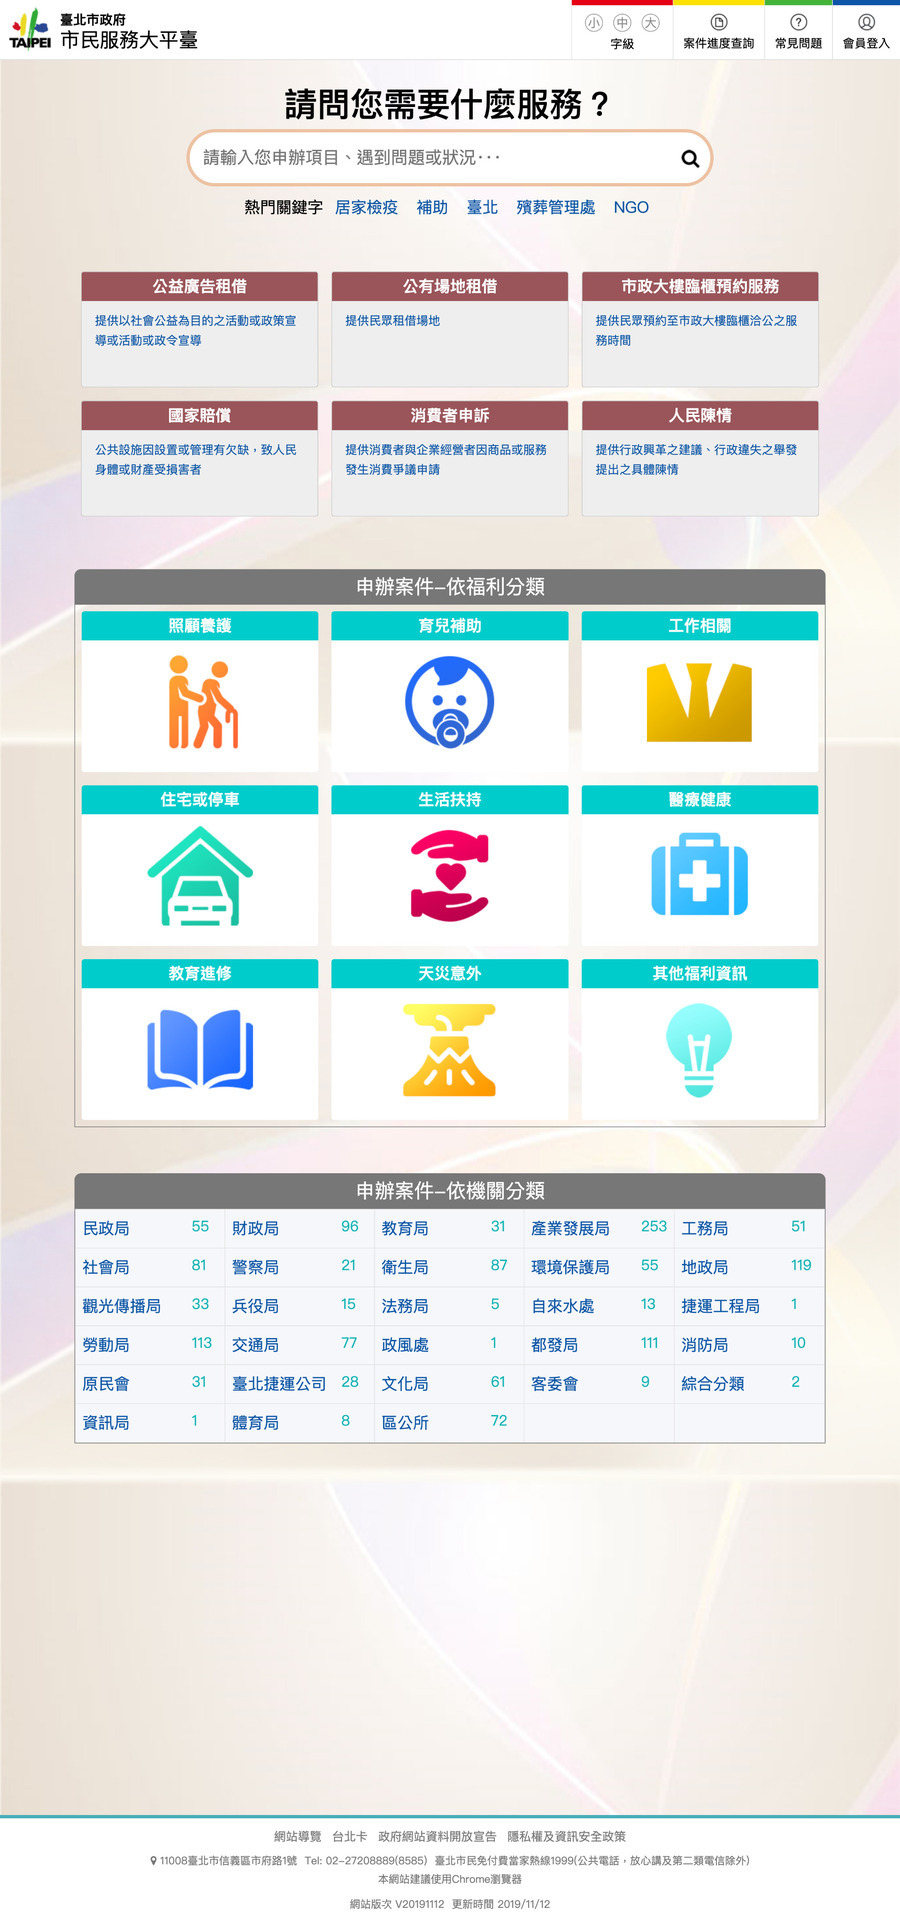 TAIPEI
臺北市政府
市民服務大平臺
小 中 大
字級
案件進度查詢
常見問題
會員登入
請問您需要什麼服務？
請輸入您申辦項目、遇到問題或狀況···
熱門關鍵字 居家檢疫 補助 臺北 殯葬管理處 NGO
公益廣告租借
提供以社會公益為目的之活動或政策宣
導或活動或政令宣導
公有場地租借
提供民眾租借場地
市政大樓臨櫃預約服務
提供民眾預約至市政大樓臨櫃洽公之服
務時間
國家賠償
公共設施因設置或管理有欠缺，致人民
身體或財產受損害者
消費者申訴
提供消費者與企業經營者因商品或服務
發生消費爭議申請
人民陳情
提供行政興革之建議、行政違失之舉發
提出之具體陳情
申辦案件–依福利分類
照顧養護
育兒補助
工作相關
住宅或停車
生活扶持
醫療健康
教育進修
天災意外
其他福利資訊
申辦案件–依機關分類
民政局 55 財政局 96 教育局 31 產業發展局 253 工務局 51
社會局 81 警察局 21 衛生局 87 環境保護局 55 地政局 119
觀光傳播局 33 兵役局 15 法務局 5 自來水處 13 捷運工程局 1
勞動局 113 交通局 77 政風處 1 都發局 111 消防局 10
原民會 31 臺北捷運公司 28 文化局 61 客委會 9 綜合分類 2
資訊局 1 體育局 8 區公所 72
網站導覽 台北卡 政府網站資料開放宣告 隱私權及資訊安全政策
11008臺北市信義區市府路1號 Tel: 02-27208889(8585) 臺北市民免付費當家熱線1999(公共電話，放心講及第二類電信除外)
本網站建議使用Chrome瀏覽器
網站版次 V20191112 更新時間 2019/11/12